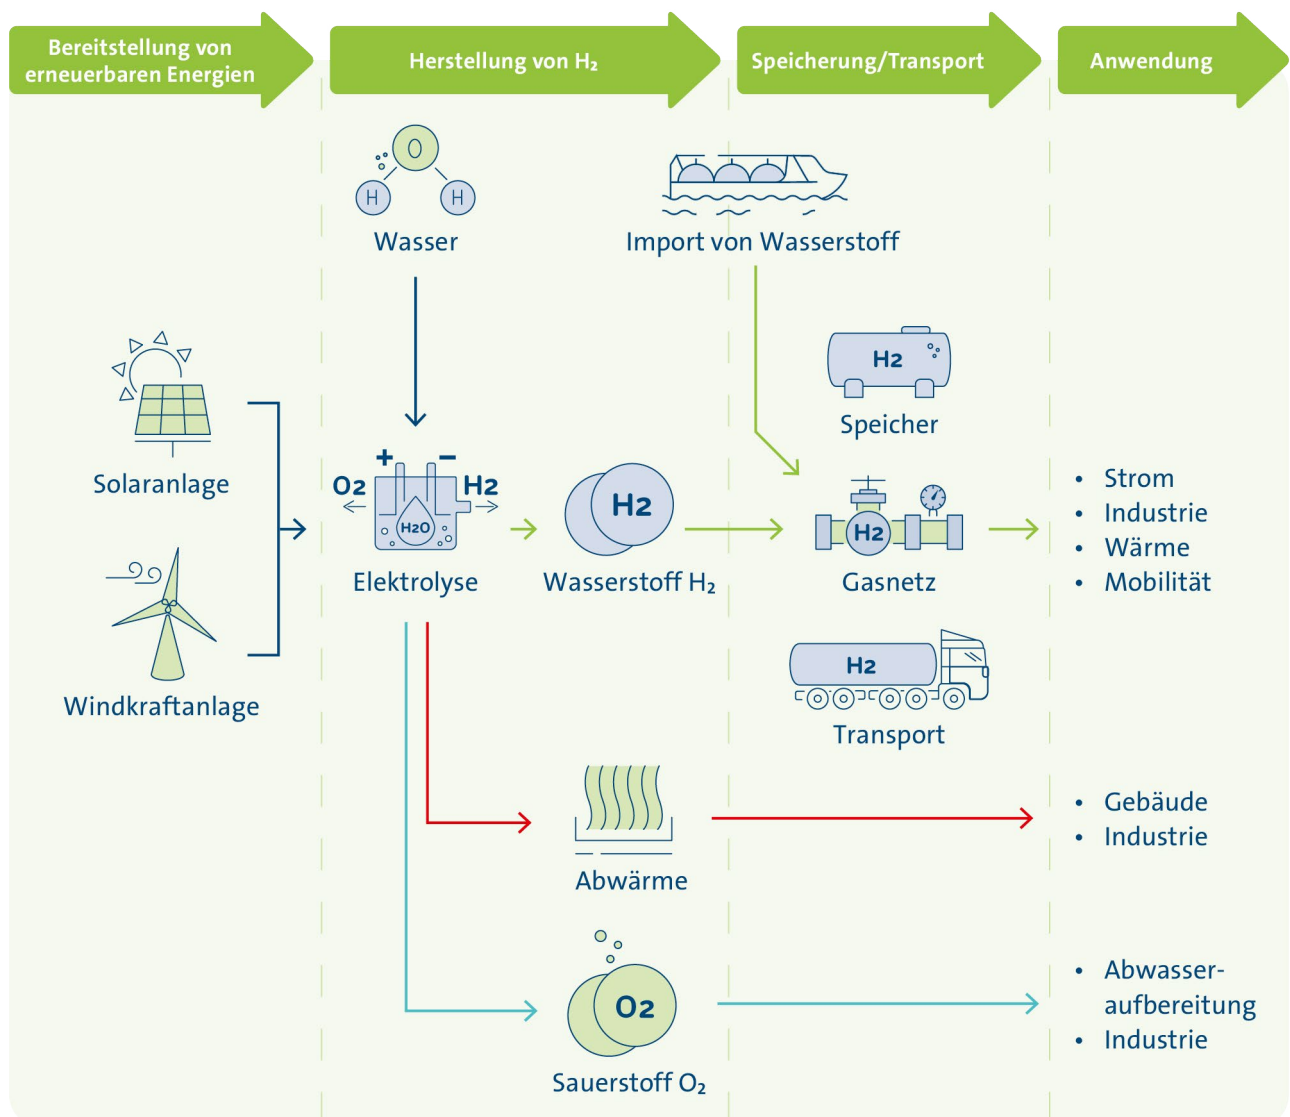 Bereitstellung von
erneuerbaren Energien
Herstellung von H₂
Speicherung/Transport
Anwendung
O
H
H
Wasser
Import von Wasserstoff
H2
Speicher
Solaranlage
+
−
O2
H2
H2O
Elektrolyse
H2
Wasserstoff H₂
H2
Gasnetz
• Strom
• Industrie
• Wärme
• Mobilität
Windkraftanlage
H2
Transport
Abwärme
• Gebäude
• Industrie
O2
Sauerstoff O₂
• Abwasser-
aufbereitung
• Industrie